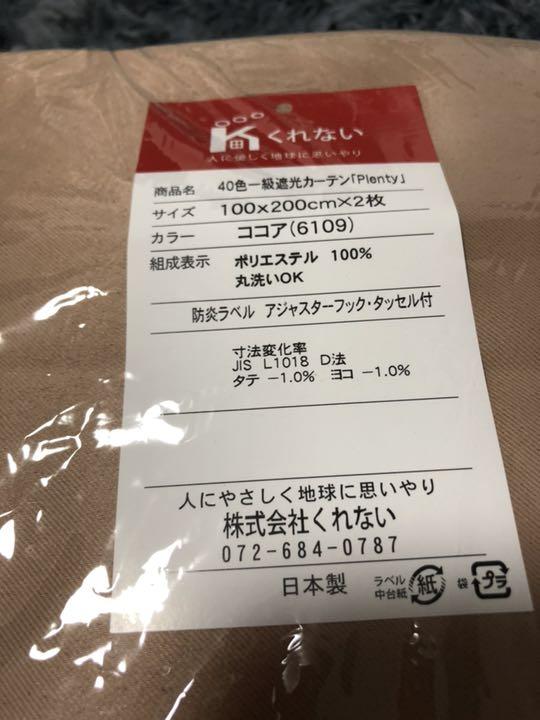 くれない
人に優しく地球に思いやり
商品名 40色一級遮光カーテン「Plenty」
サイズ 100x200cm×2枚
カラー ココア(6109)
組成表示 ポリエステル 100%
丸洗いOK
防炎ラベル アジャスターフック・タッセル付
寸法変化率
JIS L1018 D法
タテ −1.0% ヨコ −1.0%
人にやさしく地球に思いやり
株式会社くれない
072-684-0787
日本製
ラベル
中台紙 紙 袋 プラ